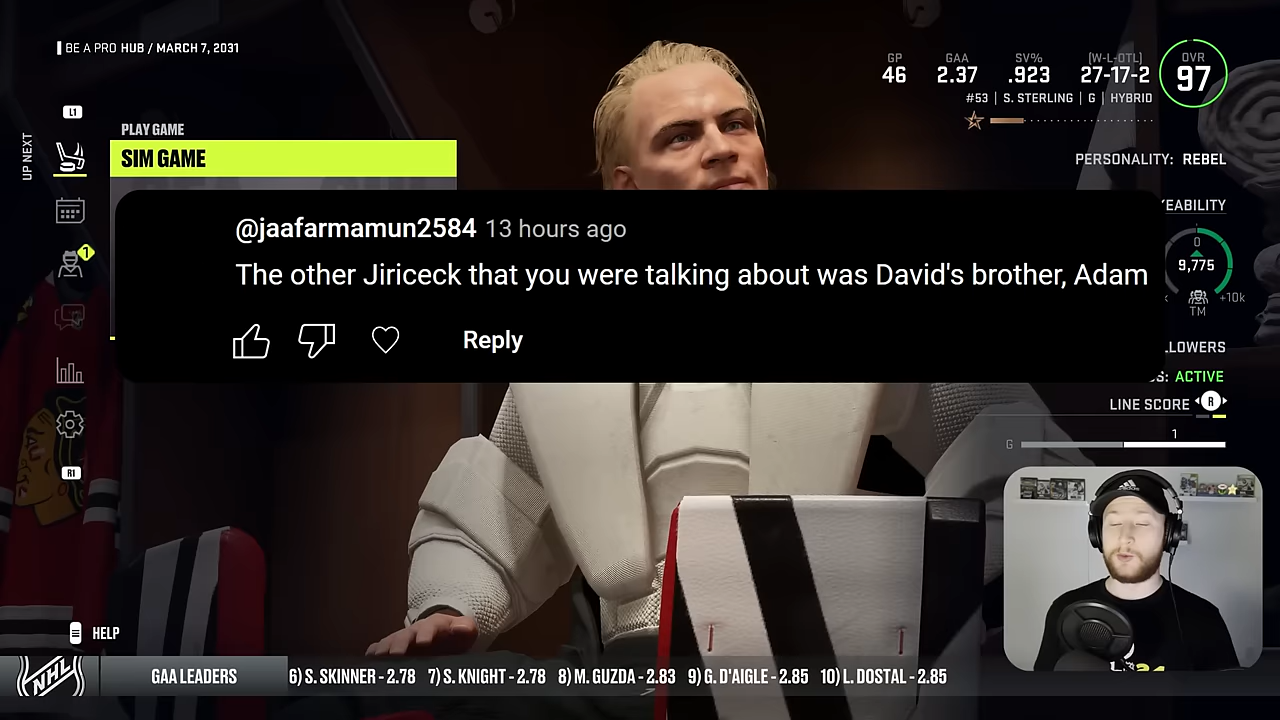 BE A PRO HUB / MARCH 7, 2031
GP GAA SV% (W-L-OTL) OVR
46 2.37 .923 27-17-2 97
#53 | S. STERLING | G | HYBRID
L1
UP NEXT
PLAY GAME
SIM GAME
PERSONALITY: REBEL
YEABILITY
@jaafarmamun2584 13 hours ago
The other Jiriceck that you were talking about was David's brother, Adam
Reply
1
0
9,775
+10k
TM
LLOWERS
S: ACTIVE
LINE SCORE R
1
G
R1
HELP
NHL
GAA LEADERS 6) S. SKINNER - 2.78 7) S. KNIGHT - 2.78 8) M. GUZDA - 2.83 9) G. D'AIGLE - 2.85 10) L. DOSTAL - 2.85
adidas